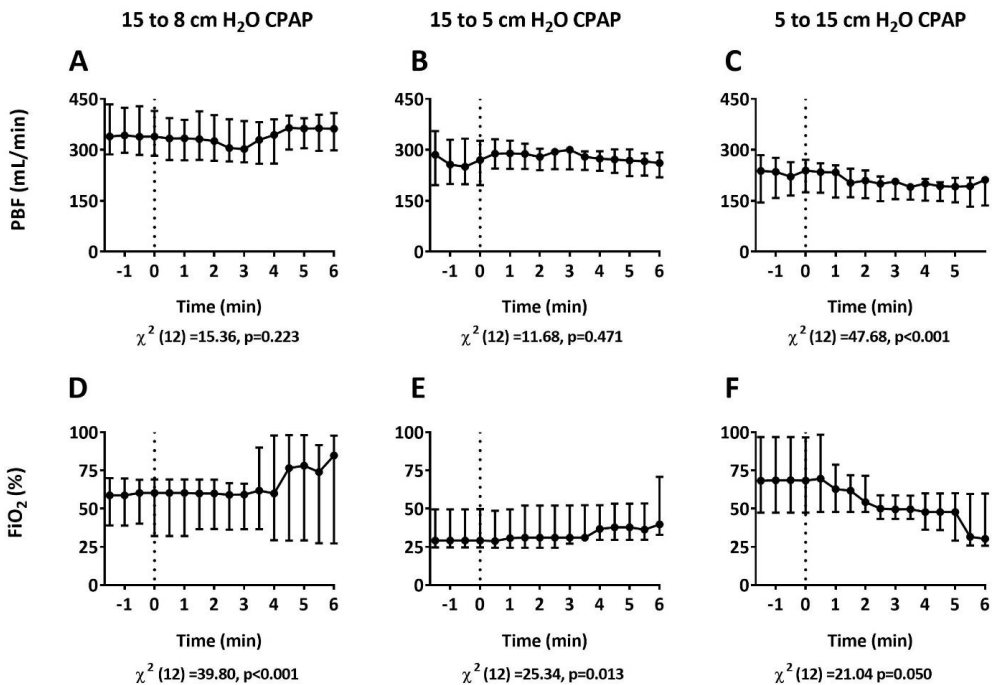 15 to 8 cm H₂O CPAP 15 to 5 cm H₂O CPAP 5 to 15 cm H₂O CPAP
A B C
PBF (mL/min)
450 450 450
300 300 300
150 150 150
0 0 0
-1 0 1 2 3 4 5 6 -1 0 1 2 3 4 5 6 -1 0 1 2 3 4 5
Time (min) Time (min) Time (min)
χ² (12) =15.36, p=0.223 χ² (12) =11.68, p=0.471 χ² (12) =47.68, p<0.001
D E F
FiO₂ (%)
100 100 100
75 75 75
50 50 50
25 25 25
0 0 0
-1 0 1 2 3 4 5 6 -1 0 1 2 3 4 5 6 -1 0 1 2 3 4 5 6
Time (min) Time (min) Time (min)
χ² (12) =39.80, p<0.001 χ² (12) =25.34, p=0.013 χ² (12) =21.04 p=0.050